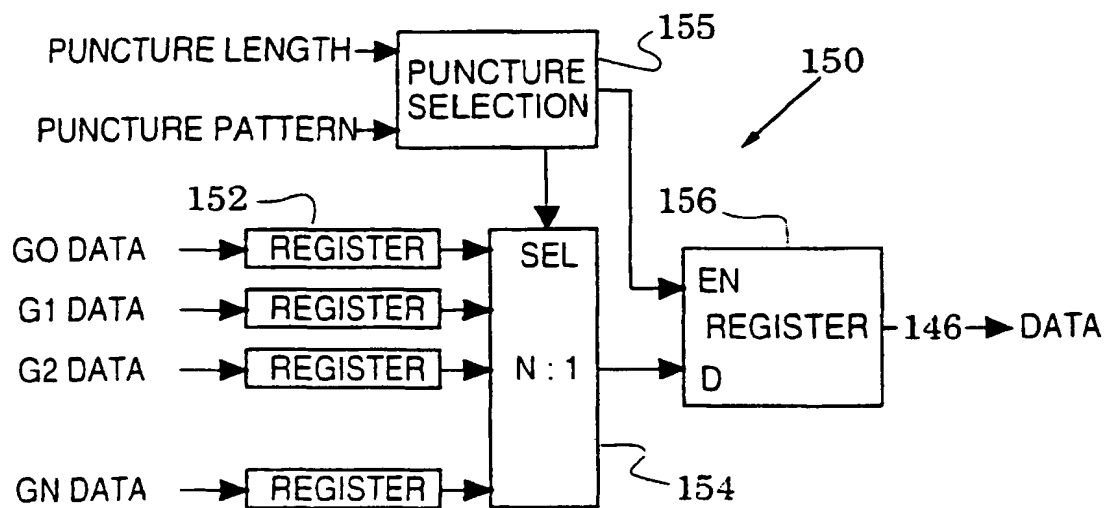 PUNCTURE LENGTH
PUNCTURE SELECTION
155
150
PUNCTURE PATTERN
152
156
GO DATA
REGISTER
SEL
EN
G1 DATA
REGISTER
REGISTER
146
DATA
G2 DATA
REGISTER
N : 1
D
GN DATA
REGISTER
154